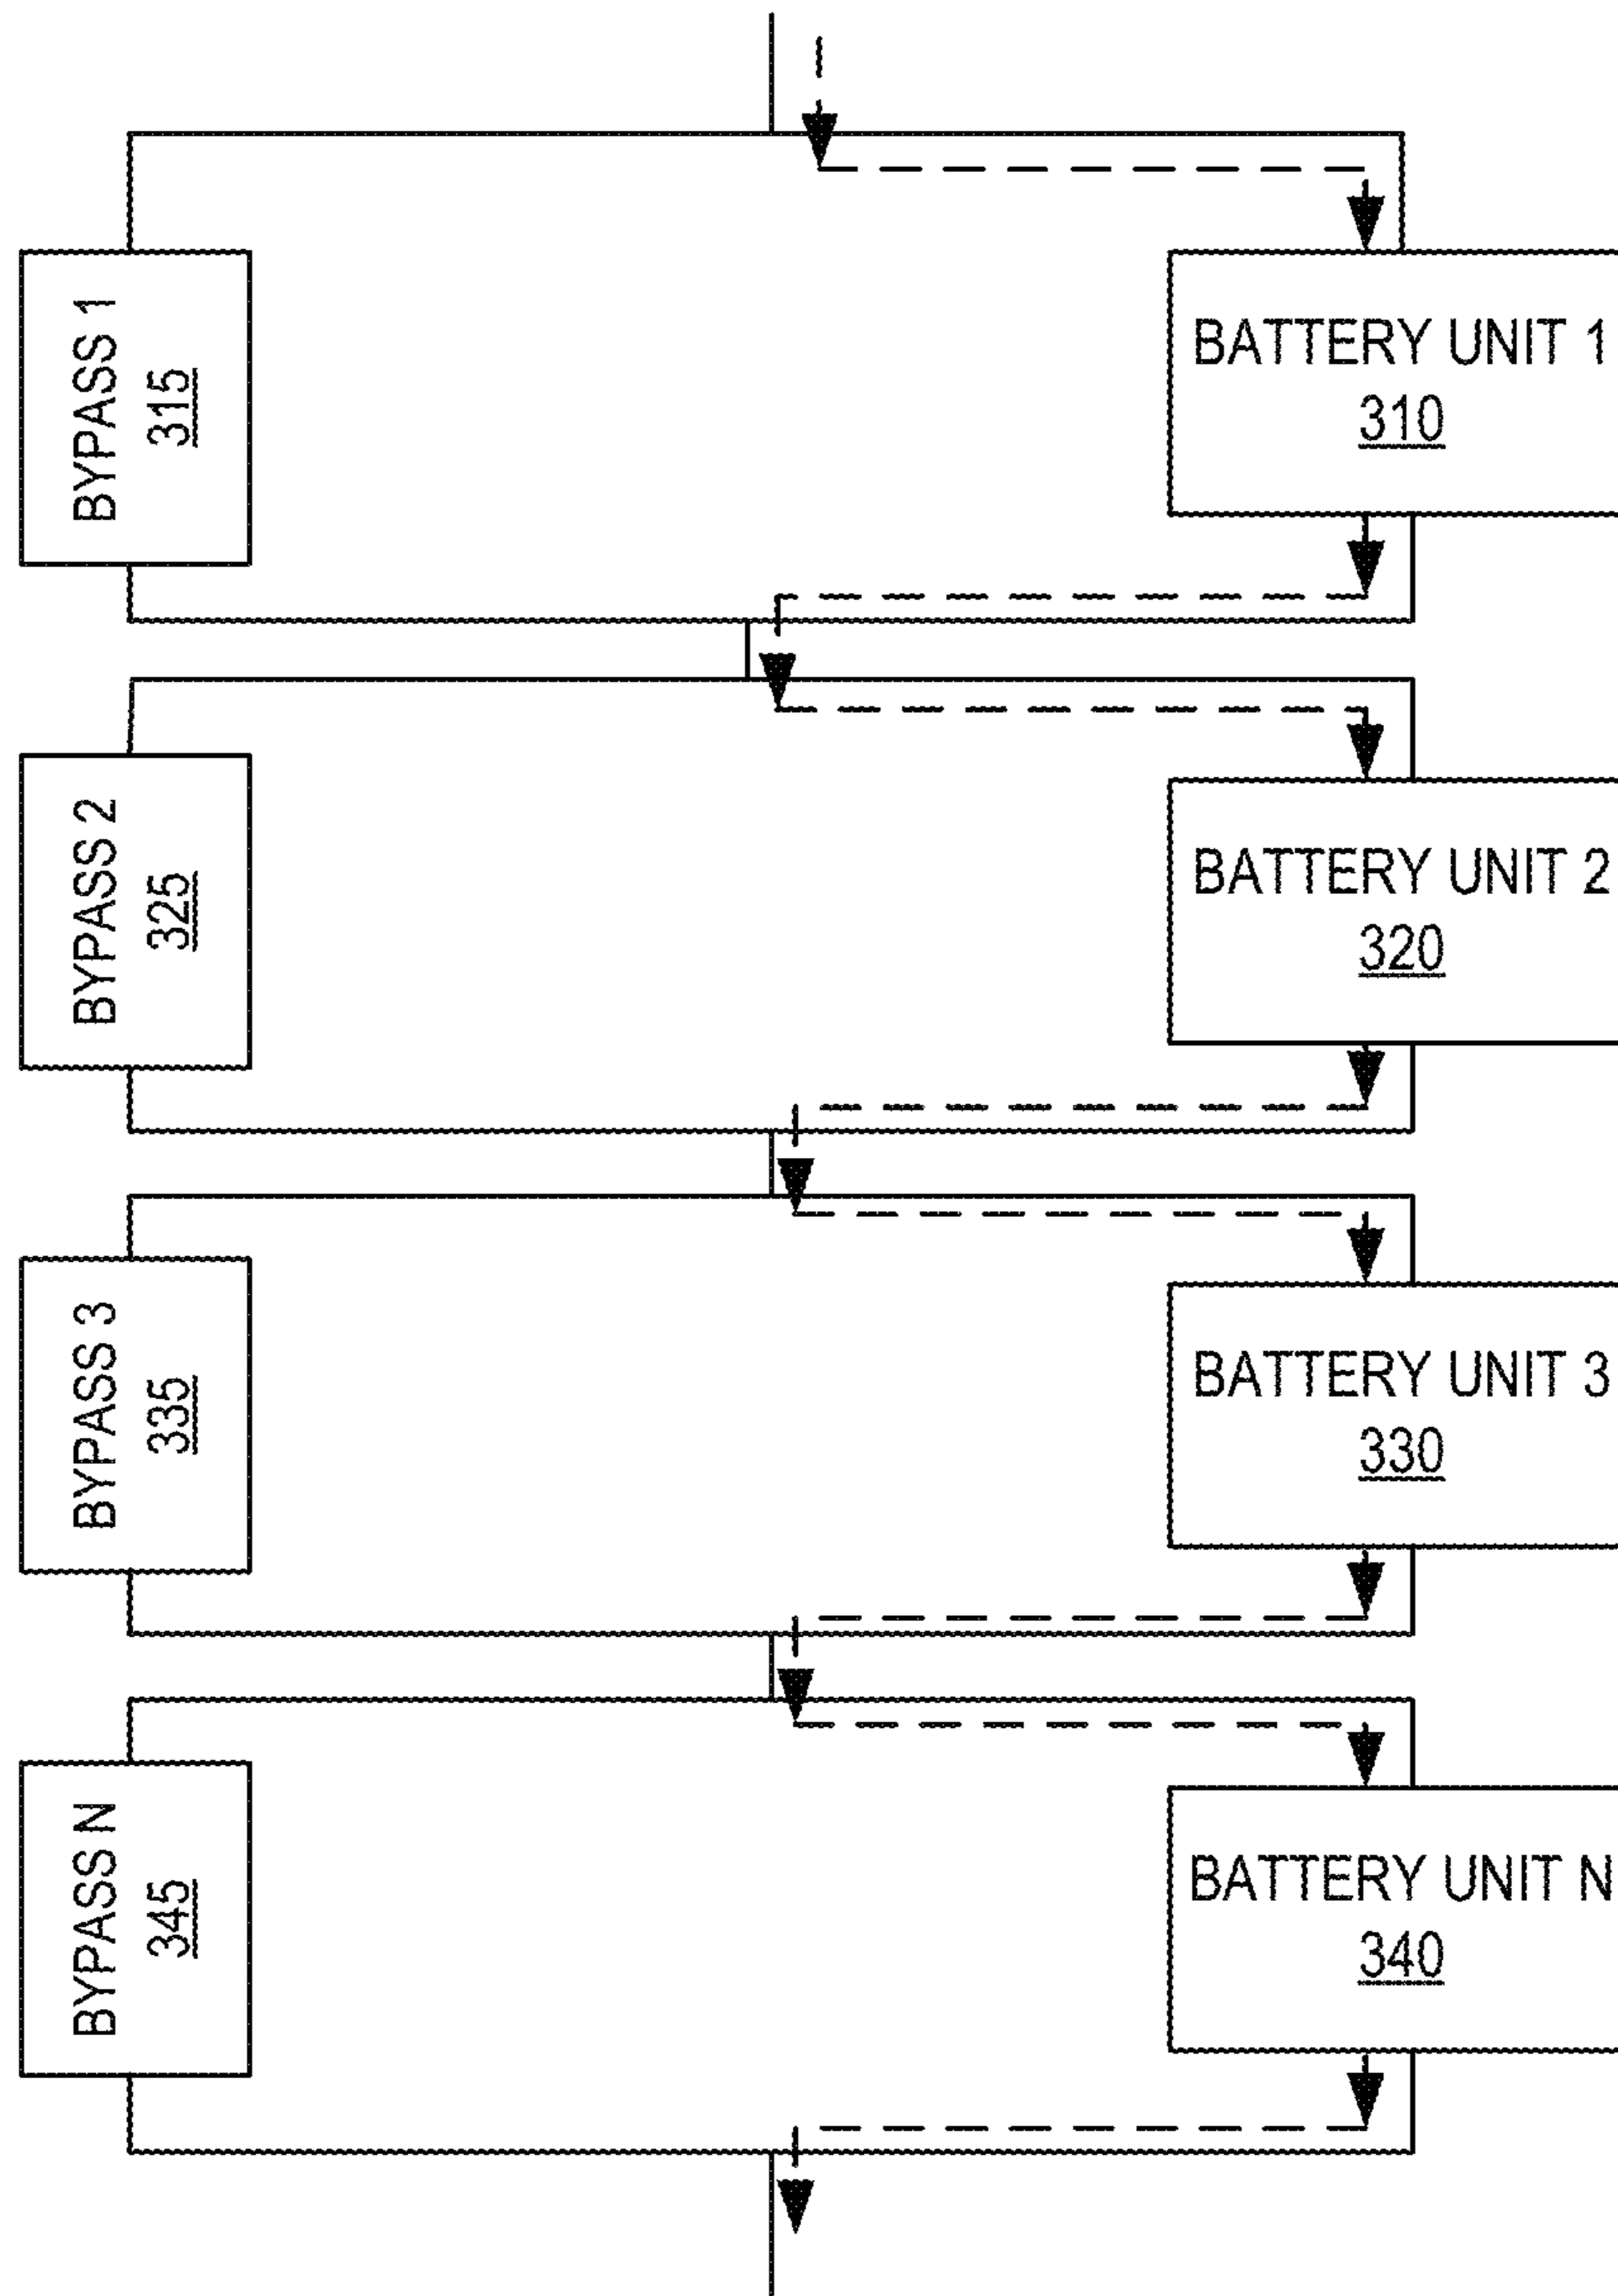 BYPASS 1
315
BATTERY UNIT 1
310
BYPASS 2
325
BATTERY UNIT 2
320
BYPASS 3
335
BATTERY UNIT 3
330
BYPASS N
345
BATTERY UNIT N
340